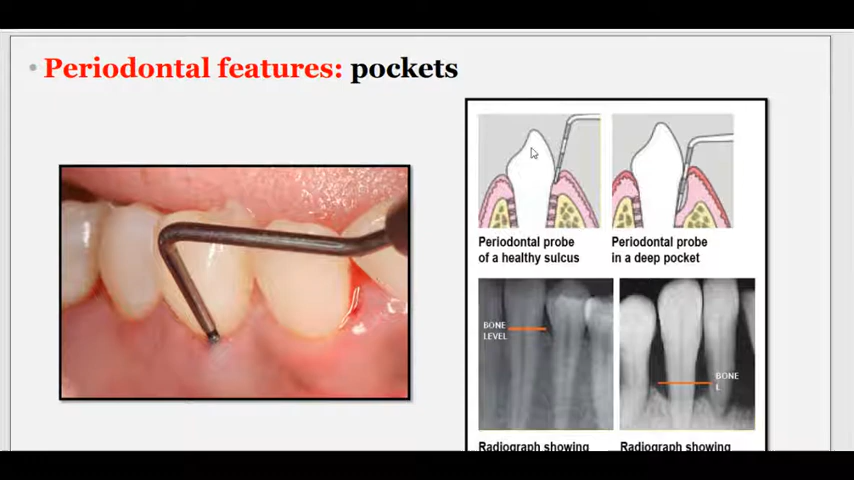 Periodontal features: pockets
Periodontal probe
of a healthy sulcus
Periodontal probe
in a deep pocket
BONE
LEVEL
BONE
L
Radiograph showing
Radiograph showing